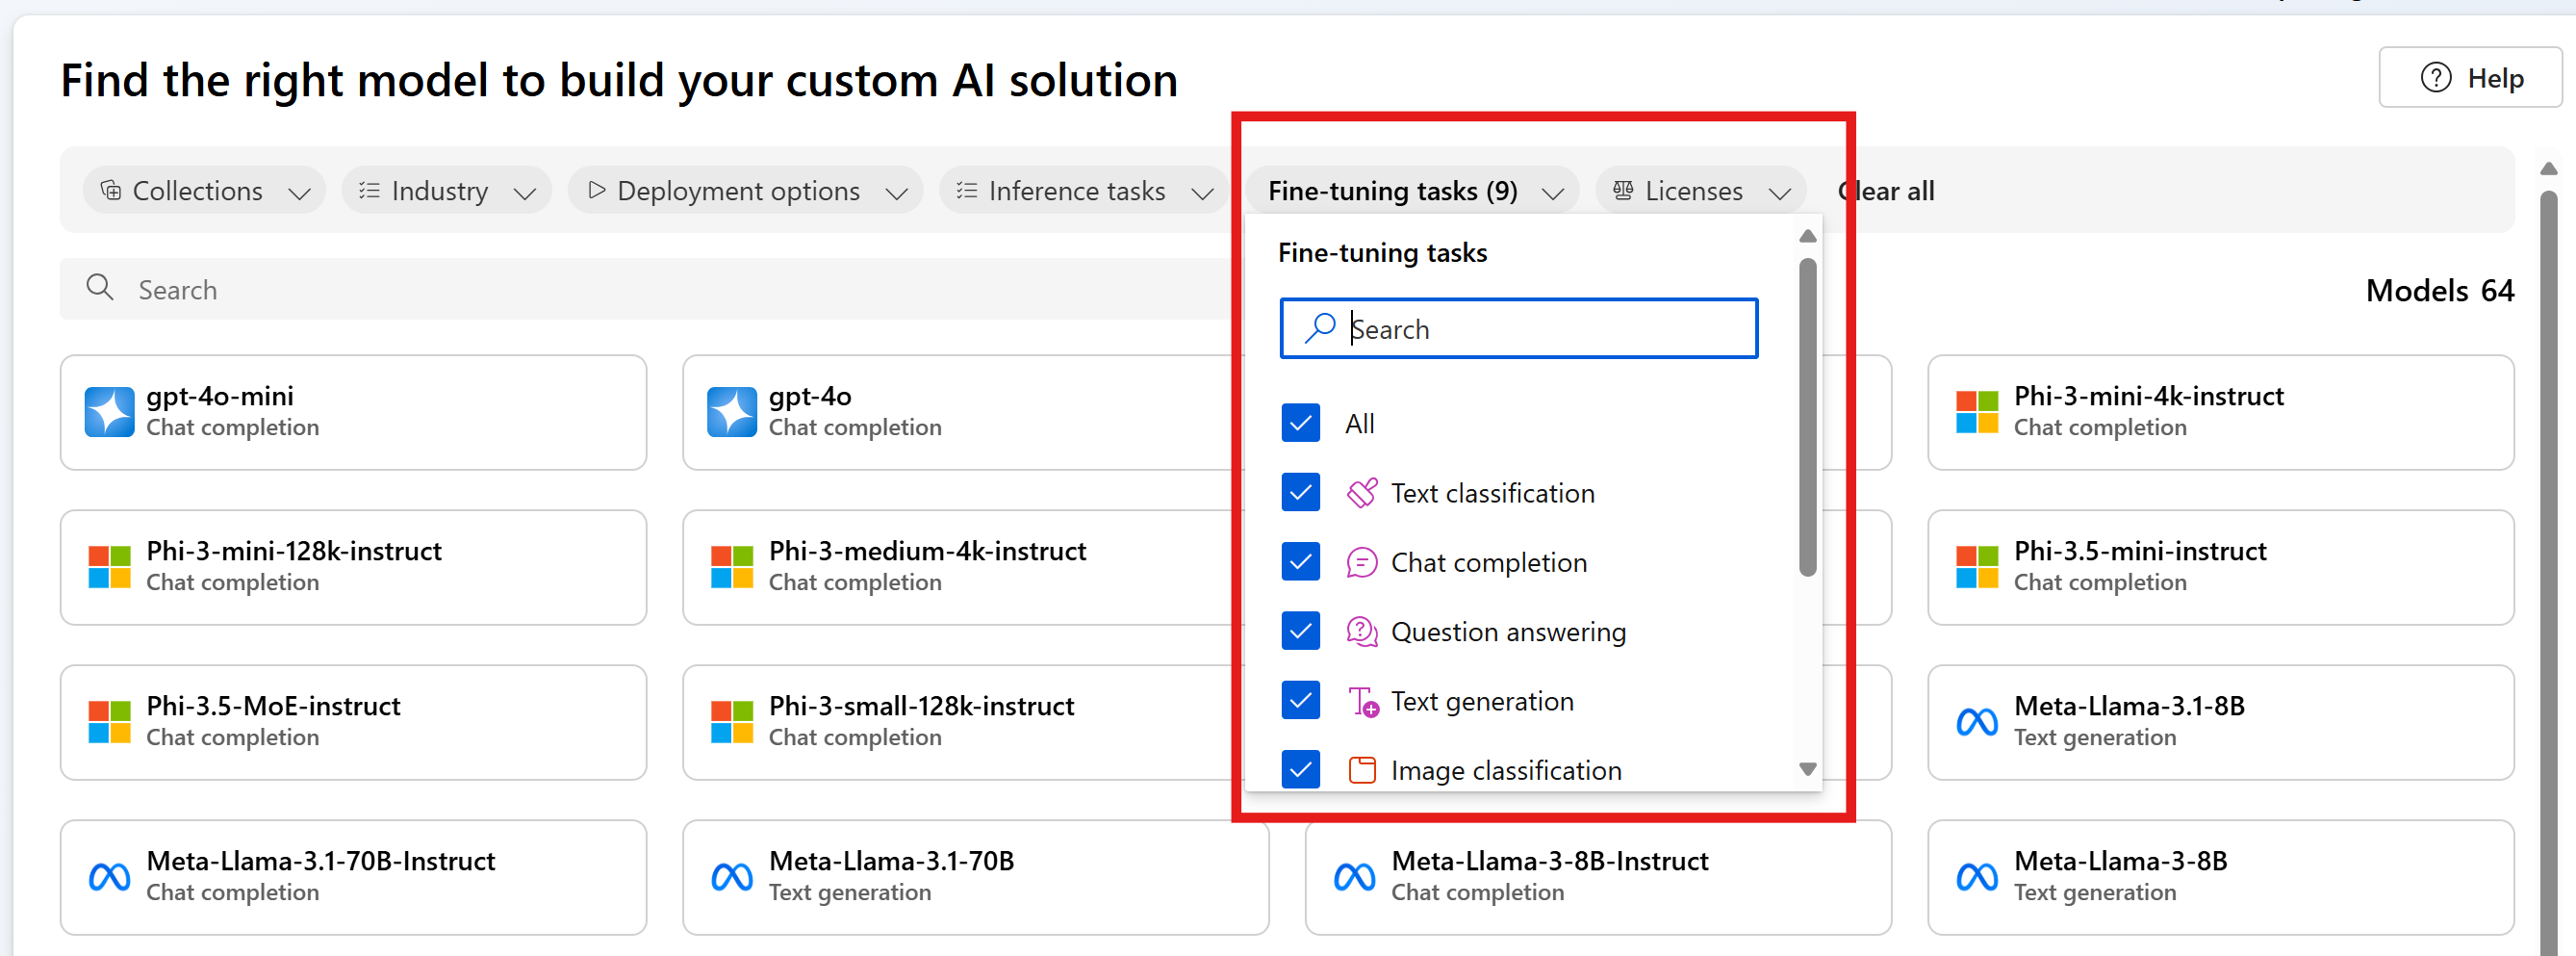 Find the right model to build your custom AI solution
Help
Collections
Industry
Deployment options
Inference tasks
Fine-tuning tasks (9)
Licenses
Clear all
Search
Models 64
Fine-tuning tasks
Search
All
Text classification
Chat completion
Question answering
Text generation
Image classification
gpt-4o-mini
Chat completion
gpt-4o
Chat completion
Phi-3-mini-4k-instruct
Chat completion
Phi-3-mini-128k-instruct
Chat completion
Phi-3-medium-4k-instruct
Chat completion
Phi-3.5-mini-instruct
Chat completion
Phi-3.5-MoE-instruct
Chat completion
Phi-3-small-128k-instruct
Chat completion
Meta-Llama-3.1-8B
Text generation
Meta-Llama-3.1-70B-Instruct
Chat completion
Meta-Llama-3.1-70B
Text generation
Meta-Llama-3-8B-Instruct
Chat completion
Meta-Llama-3-8B
Text generation